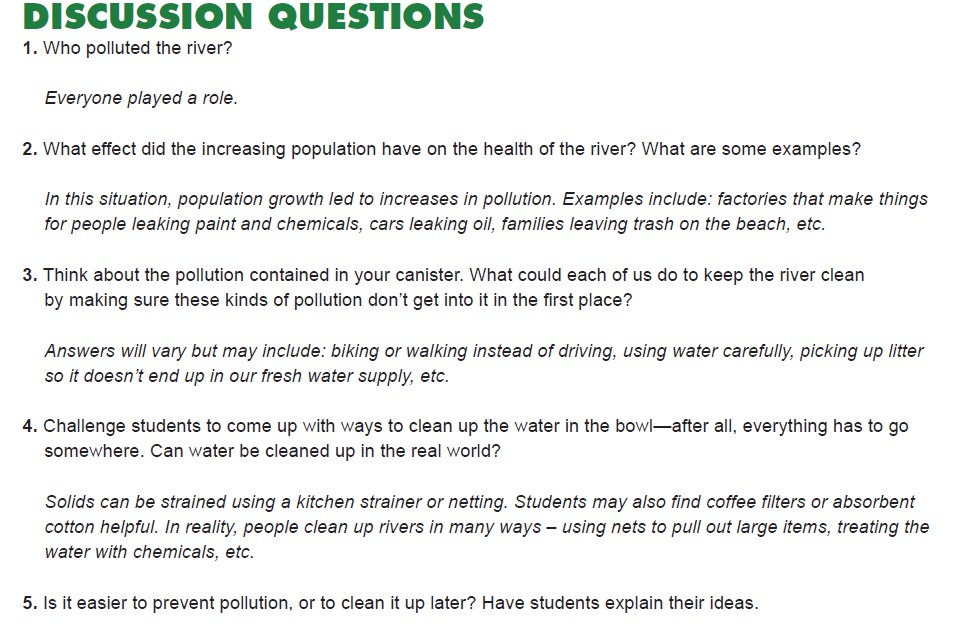 DISCUSSION QUESTIONS
1. Who polluted the river?
Everyone played a role.
2. What effect did the increasing population have on the health of the river? What are some examples?
In this situation, population growth led to increases in pollution. Examples include: factories that make things
for people leaking paint and chemicals, cars leaking oil, families leaving trash on the beach, etc.
3. Think about the pollution contained in your canister. What could each of us do to keep the river clean
by making sure these kinds of pollution don’t get into it in the first place?
Answers will vary but may include: biking or walking instead of driving, using water carefully, picking up litter
so it doesn’t end up in our fresh water supply, etc.
4. Challenge students to come up with ways to clean up the water in the bowl—after all, everything has to go
somewhere. Can water be cleaned up in the real world?
Solids can be strained using a kitchen strainer or netting. Students may also find coffee filters or absorbent
cotton helpful. In reality, people clean up rivers in many ways – using nets to pull out large items, treating the
water with chemicals, etc.
5. Is it easier to prevent pollution, or to clean it up later? Have students explain their ideas.